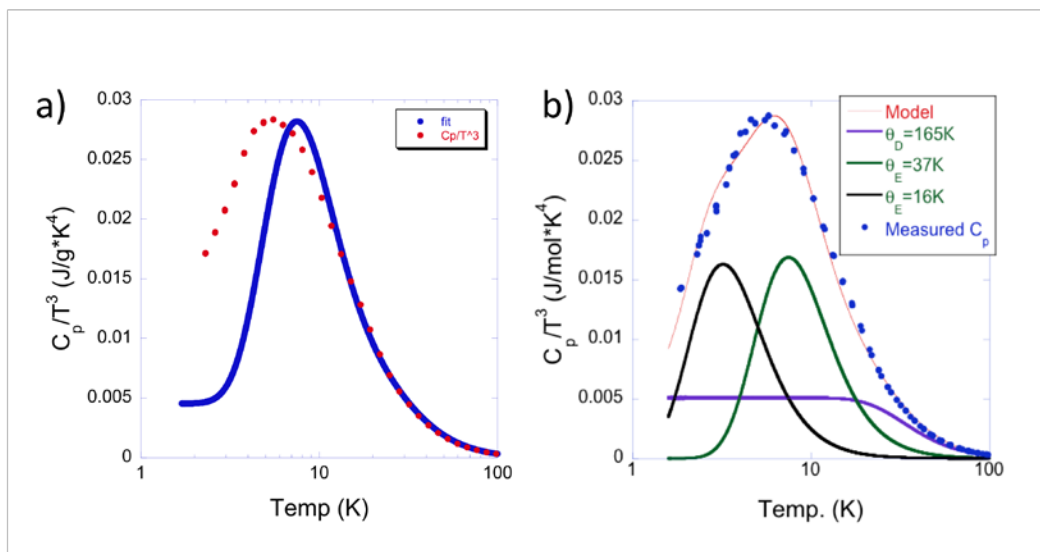 a)
0.03
0.025
0.02
0.015
0.01
0.005
0
C_p/T^3 (J/g*K^4)
fit
Cp/T^3
1
10
100
Temp (K)
b)
0.03
0.025
0.02
0.015
0.01
0.005
0
C_p/T^3 (J/mol*K^4)
Model
θ_D=165K
θ_E=37K
θ_E=16K
Measured C_p
1
10
100
Temp. (K)